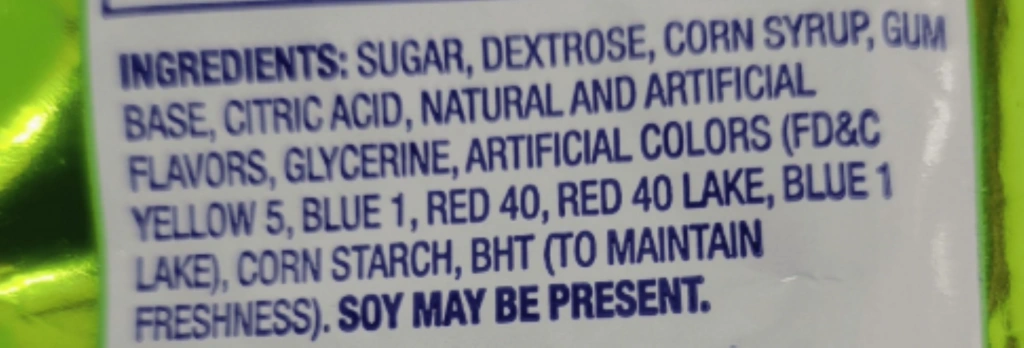 INGREDIENTS: SUGAR, DEXTROSE, CORN SYRUP, GUM
BASE, CITRIC ACID, NATURAL AND ARTIFICIAL
FLAVORS, GLYCERINE, ARTIFICIAL COLORS (FD&C
YELLOW 5, BLUE 1, RED 40, RED 40 LAKE, BLUE 1
LAKE), CORN STARCH, BHT (TO MAINTAIN
FRESHNESS). SOY MAY BE PRESENT.